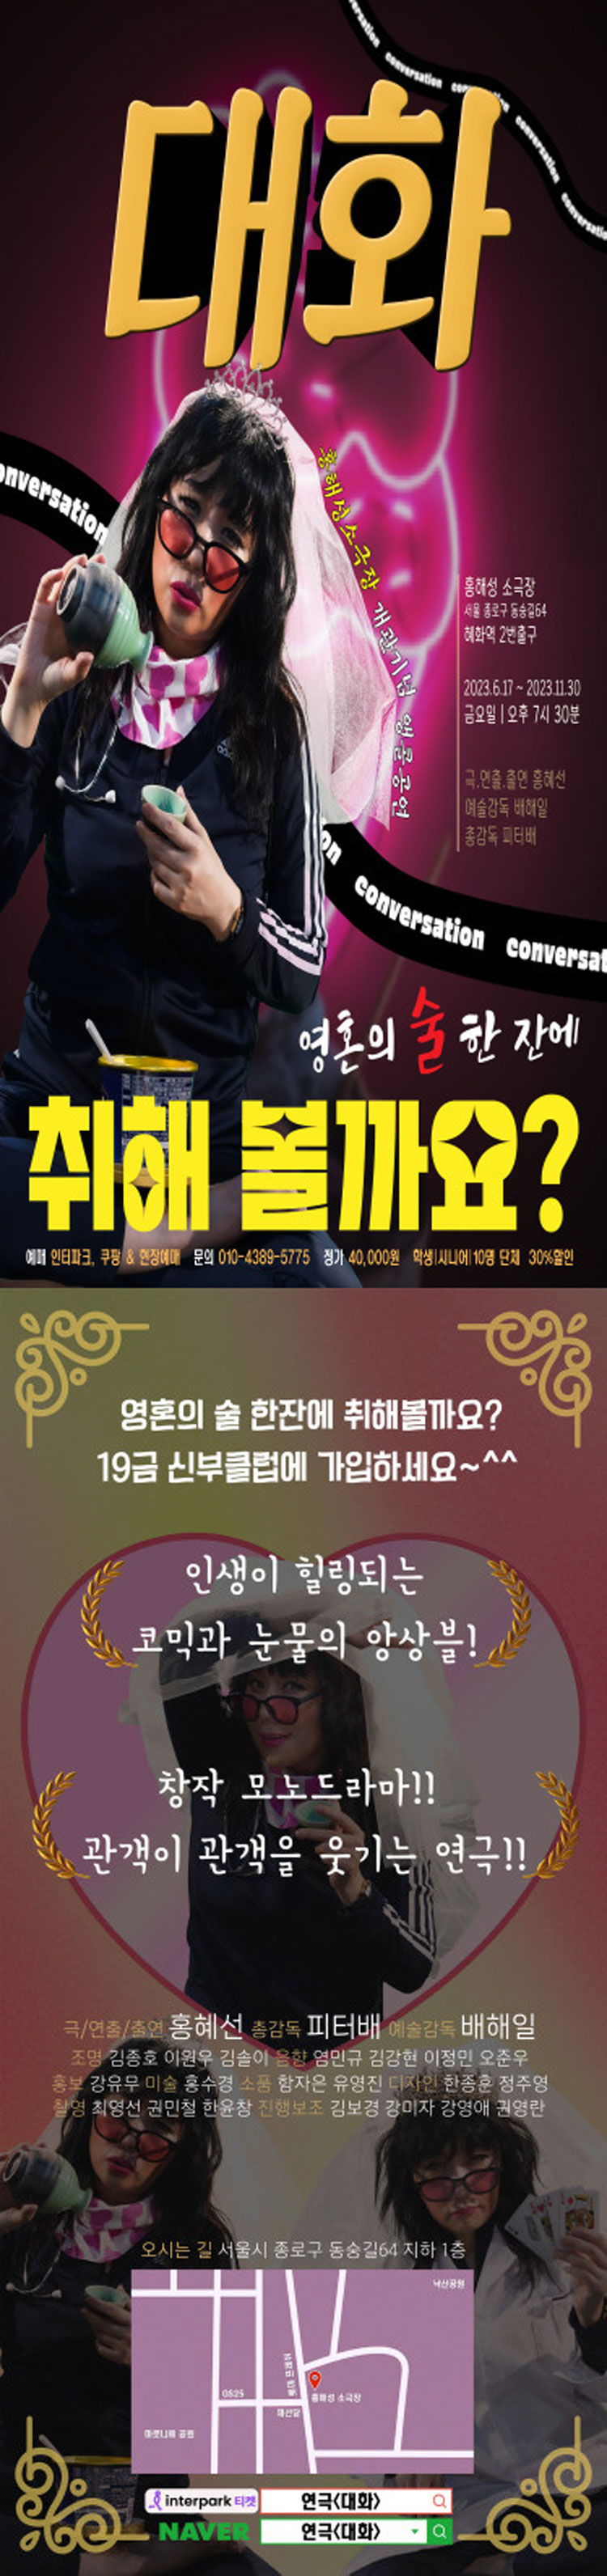 conversation conversation conversation conversation
대화
onversation
홍해성소극장 개관기념 앵콜공연
홍해성 소극장
서울 종로구 동숭길64
혜화역 2번출구
2023.6.17 ~ 2023.11.30
금요일 | 오후 7시 30분
극.연출.출연 홍혜선
예술감독 배해일
총감독 피터배
on conversation conversat
영혼의 술 한 잔에
취해 볼까요?
예매 인터파크, 쿠팡 & 현장예매 문의 010-4389-5775 정가 40,000원 학생|시니어|10명 단체 30%할인
영혼의 술 한잔에 취해볼까요?
19금 신부클럽에 가입하세요~^^
인생이 힐링되는
코믹과 눈물의 앙상블!
창작 모노드라마!!
관객이 관객을 웃기는 연극!!
극/연출/출연 홍혜선 총감독 피터배 예술감독 배해일
조명 김종호 이원우 김솔이 음향 염민규 김강현 이정민 오준우
홍보 강유무 미술 홍수경 소품 함자은 유영진 디자인 한종훈 정주영
촬영 최영선 권민철 한윤창 진행보조 김보경 강미자 강영애 권영란
오시는 길 서울시 종로구 동숭길64 지하 1층
낙산공원
GS25
홍해성 소극장
마로니에 공원
interpark 티켓 연극<대화>
NAVER 연극<대화>